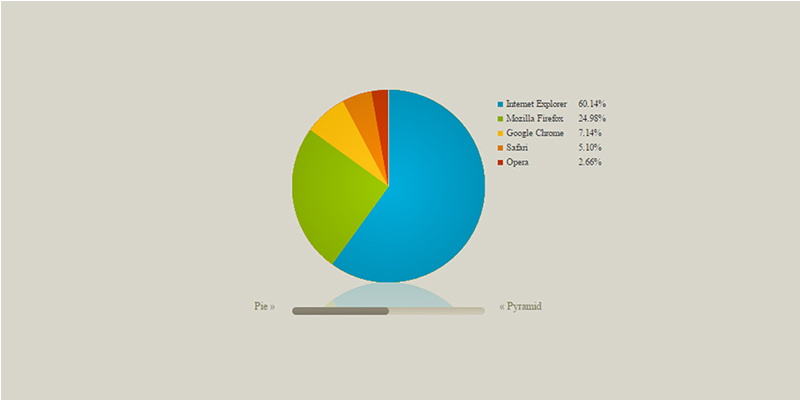 Internet Explorer 60.14%
Mozilla Firefox 24.98%
Google Chrome 7.14%
Safari 5.10%
Opera 2.66%
Pie » « Pyramid